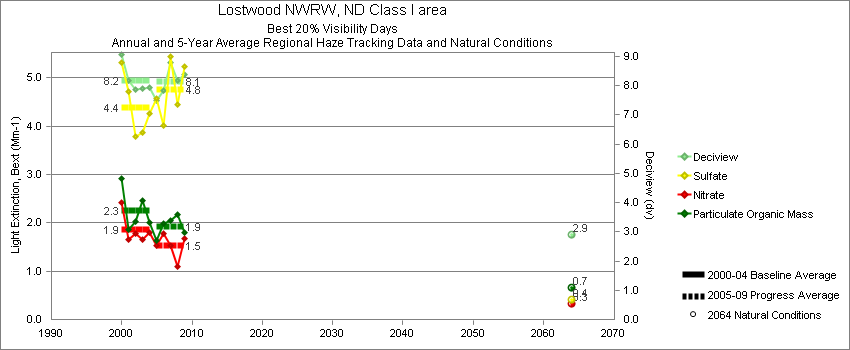 Lostwood NWRW, ND Class I area
Best 20% Visibility Days
Annual and 5-Year Average Regional Haze Tracking Data and Natural Conditions
Light Extinction, Bext (Mm-1)
5.0
4.0
3.0
2.0
1.0
0.0
8.2
4.4
2.3
1.9
8.1
4.8
1.9
1.5
2.9
0.7
0.4
0.3
9.0
8.0
7.0
6.0
5.0
4.0
3.0
2.0
1.0
0.0
Deciview (dv)
1990 2000 2010 2020 2030 2040 2050 2060 2070
Deciview
Sulfate
Nitrate
Particulate Organic Mass
2000-04 Baseline Average
2005-09 Progress Average
2064 Natural Conditions